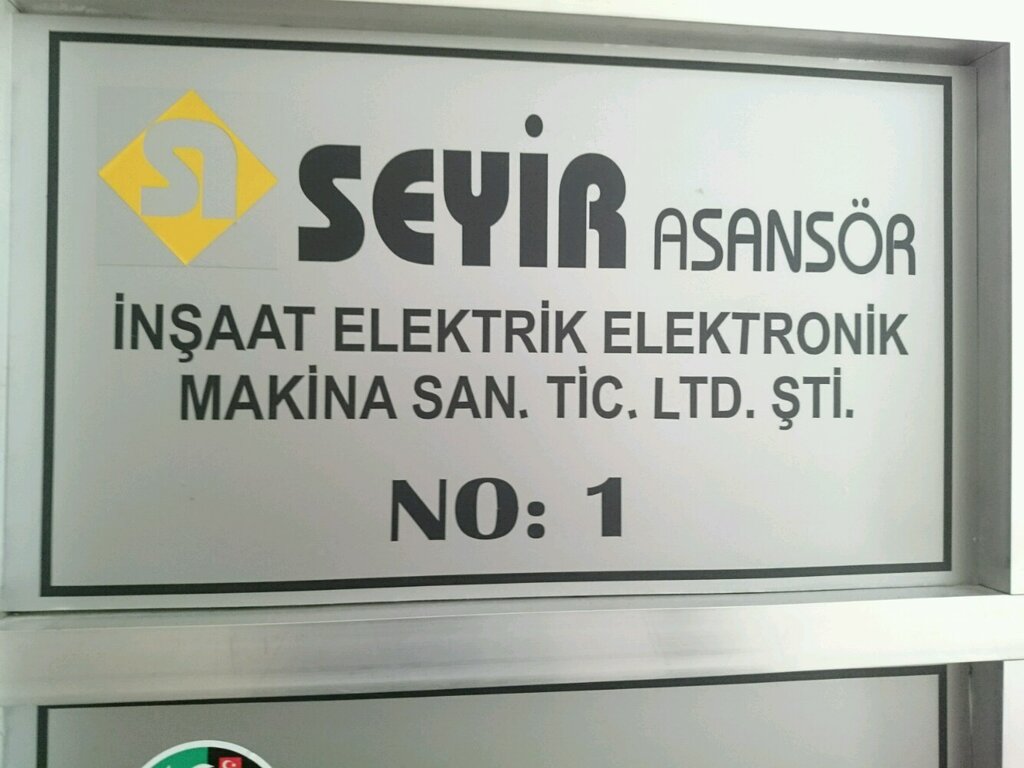 SEYİR ASANSÖR
İNŞAAT ELEKTRİK ELEKTRONİK
MAKİNA SAN. TİC. LTD. ŞTİ.
NO: 1